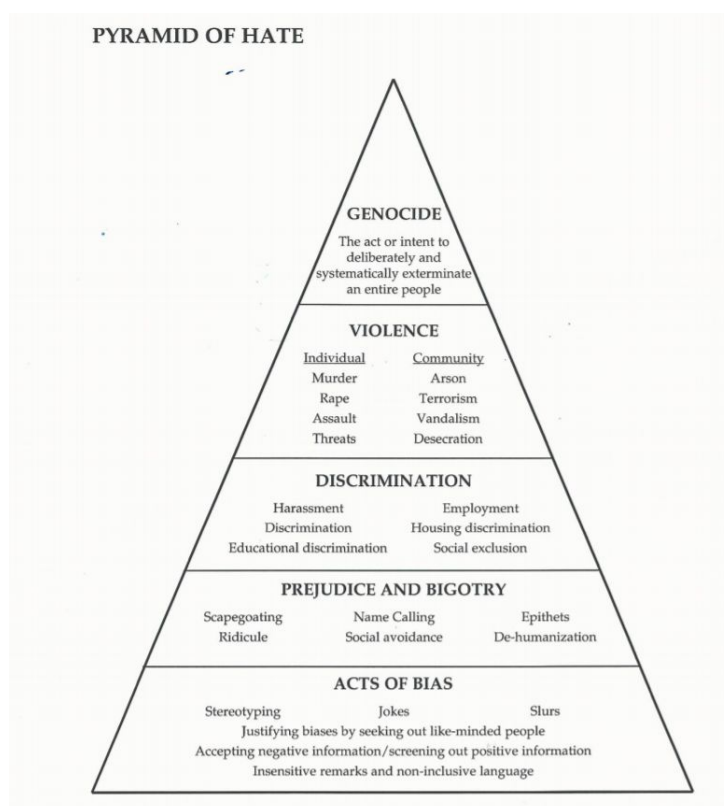 PYRAMID OF HATE
GENOCIDE
The act or intent to
deliberately and
systematically exterminate
an entire people
VIOLENCE
Individual Community
Murder Arson
Rape Terrorism
Assault Vandalism
Threats Desecration
DISCRIMINATION
Harassment Employment
Discrimination Housing discrimination
Educational discrimination Social exclusion
PREJUDICE AND BIGOTRY
Scapegoating Name Calling Epithets
Ridicule Social avoidance De-humanization
ACTS OF BIAS
Stereotyping Jokes Slurs
Justifying biases by seeking out like-minded people
Accepting negative information/screening out positive information
Insensitive remarks and non-inclusive language